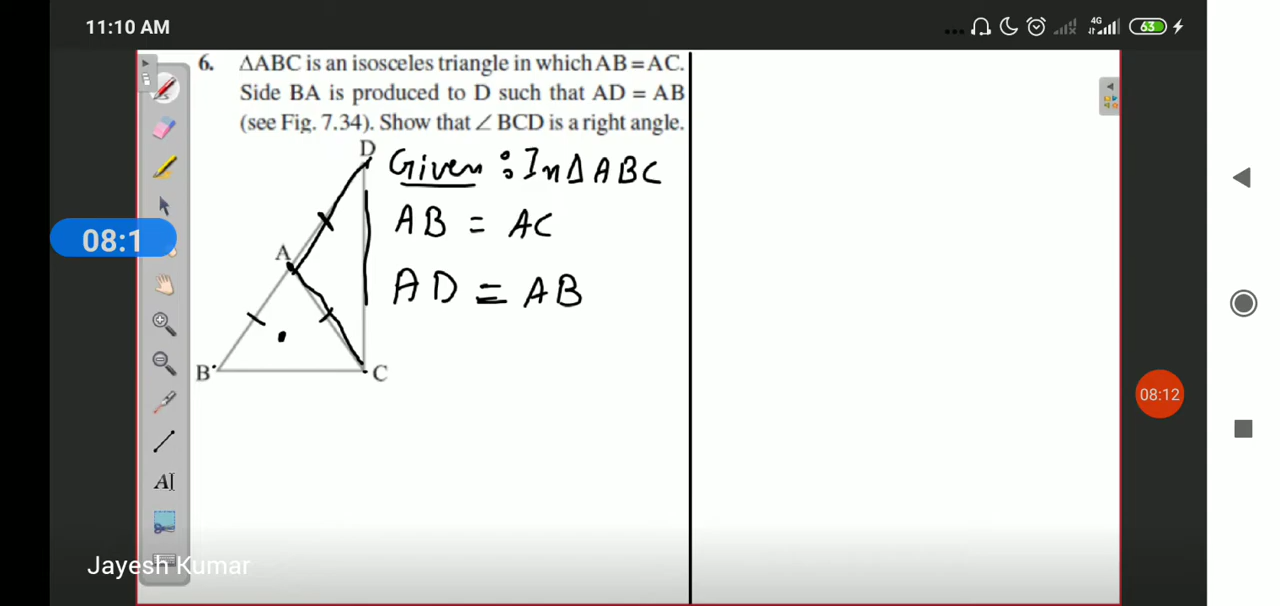 11:10 AM
4G
63
6. ΔABC is an isosceles triangle in which AB = AC.
Side BA is produced to D such that AD = AB
(see Fig. 7.34). Show that ∠ BCD is a right angle.
D
Given : In Δ ABC
AB = AC
A
AD = AB
B
C
08:1
08:12
AI
Jayesh Kumar